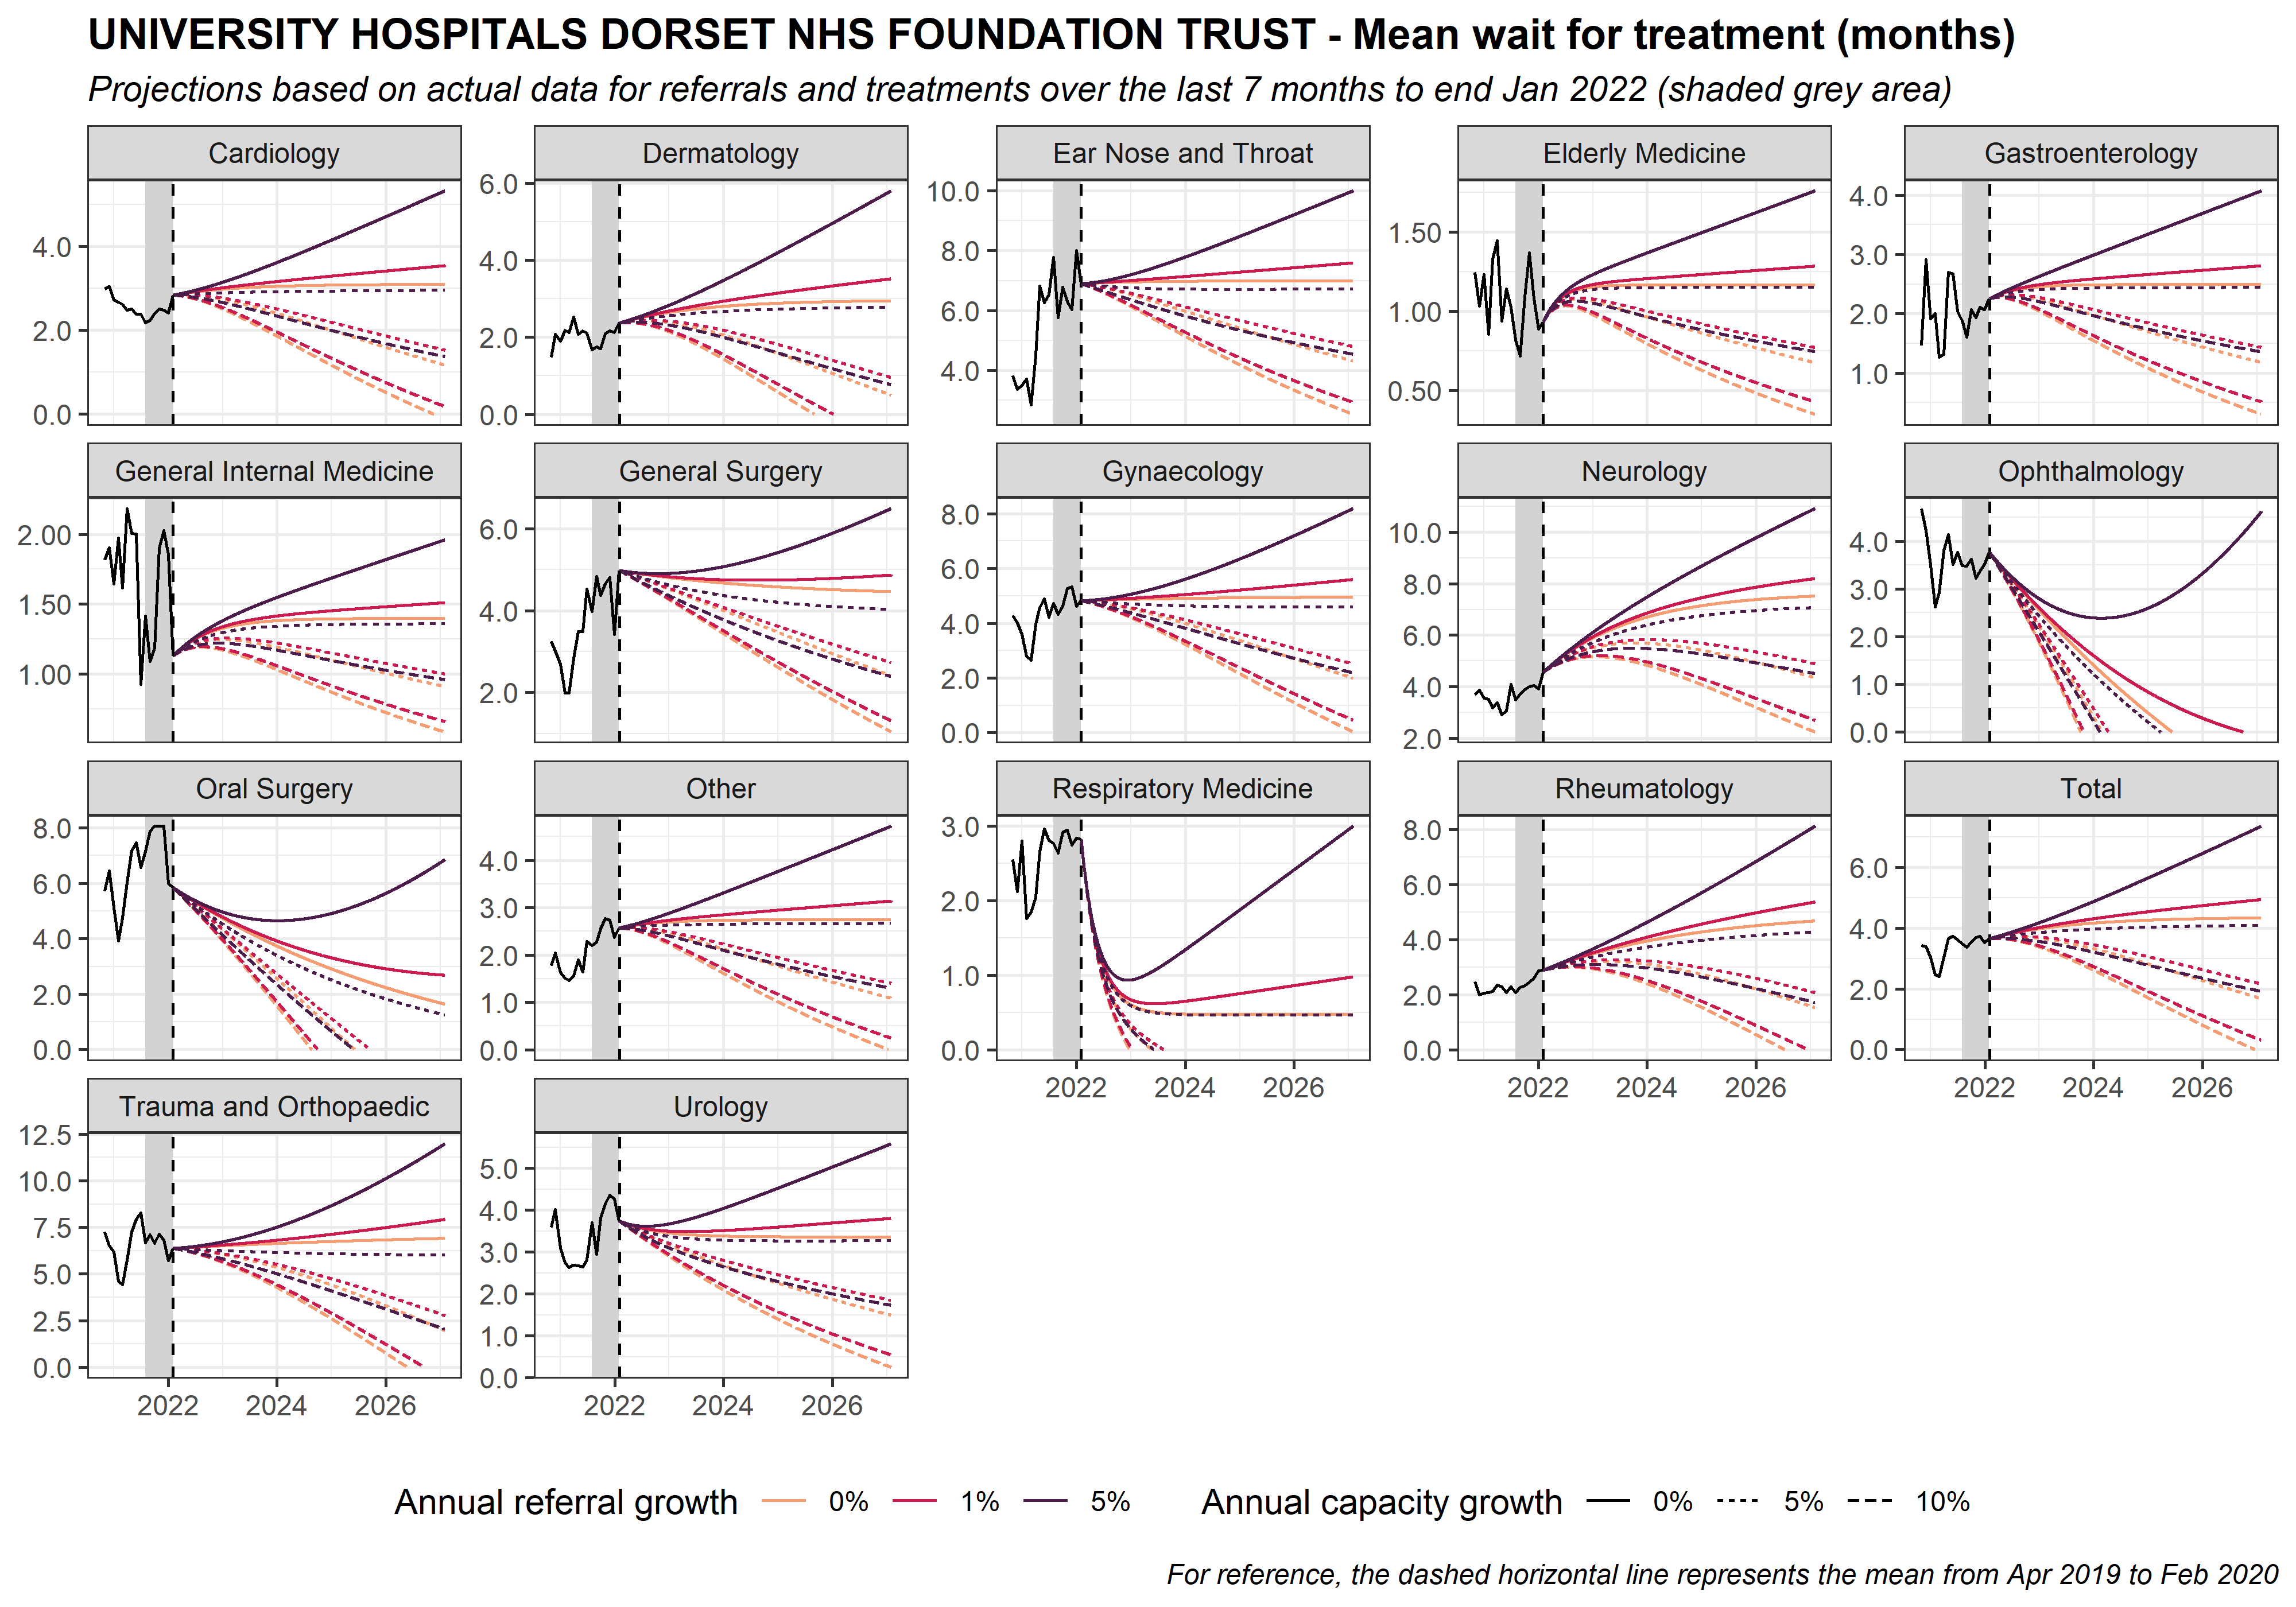 UNIVERSITY HOSPITALS DORSET NHS FOUNDATION TRUST - Mean wait for treatment (months)
Projections based on actual data for referrals and treatments over the last 7 months to end Jan 2022 (shaded grey area)
Cardiology
4.0
2.0
0.0
Dermatology
6.0
4.0
2.0
0.0
Ear Nose and Throat
10.0
8.0
6.0
4.0
Elderly Medicine
1.50
1.00
0.50
Gastroenterology
4.0
3.0
2.0
1.0
General Internal Medicine
2.00
1.50
1.00
General Surgery
6.0
4.0
2.0
Gynaecology
8.0
6.0
4.0
2.0
0.0
Neurology
10.0
8.0
6.0
4.0
2.0
Ophthalmology
4.0
3.0
2.0
1.0
0.0
Oral Surgery
8.0
6.0
4.0
2.0
0.0
Other
4.0
3.0
2.0
1.0
0.0
Respiratory Medicine
3.0
2.0
1.0
0.0
2022 2024 2026
Rheumatology
8.0
6.0
4.0
2.0
0.0
2022 2024 2026
Total
6.0
4.0
2.0
0.0
2022 2024 2026
Trauma and Orthopaedic
12.5
10.0
7.5
5.0
2.5
0.0
2022 2024 2026
Urology
5.0
4.0
3.0
2.0
1.0
0.0
2022 2024 2026
Annual referral growth 0% 1% 5% Annual capacity growth 0% 5% 10%
For reference, the dashed horizontal line represents the mean from Apr 2019 to Feb 2020